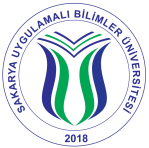 SAKARYA UYGULAMALI BİLİMLER ÜNİVERSİTESİ
2018